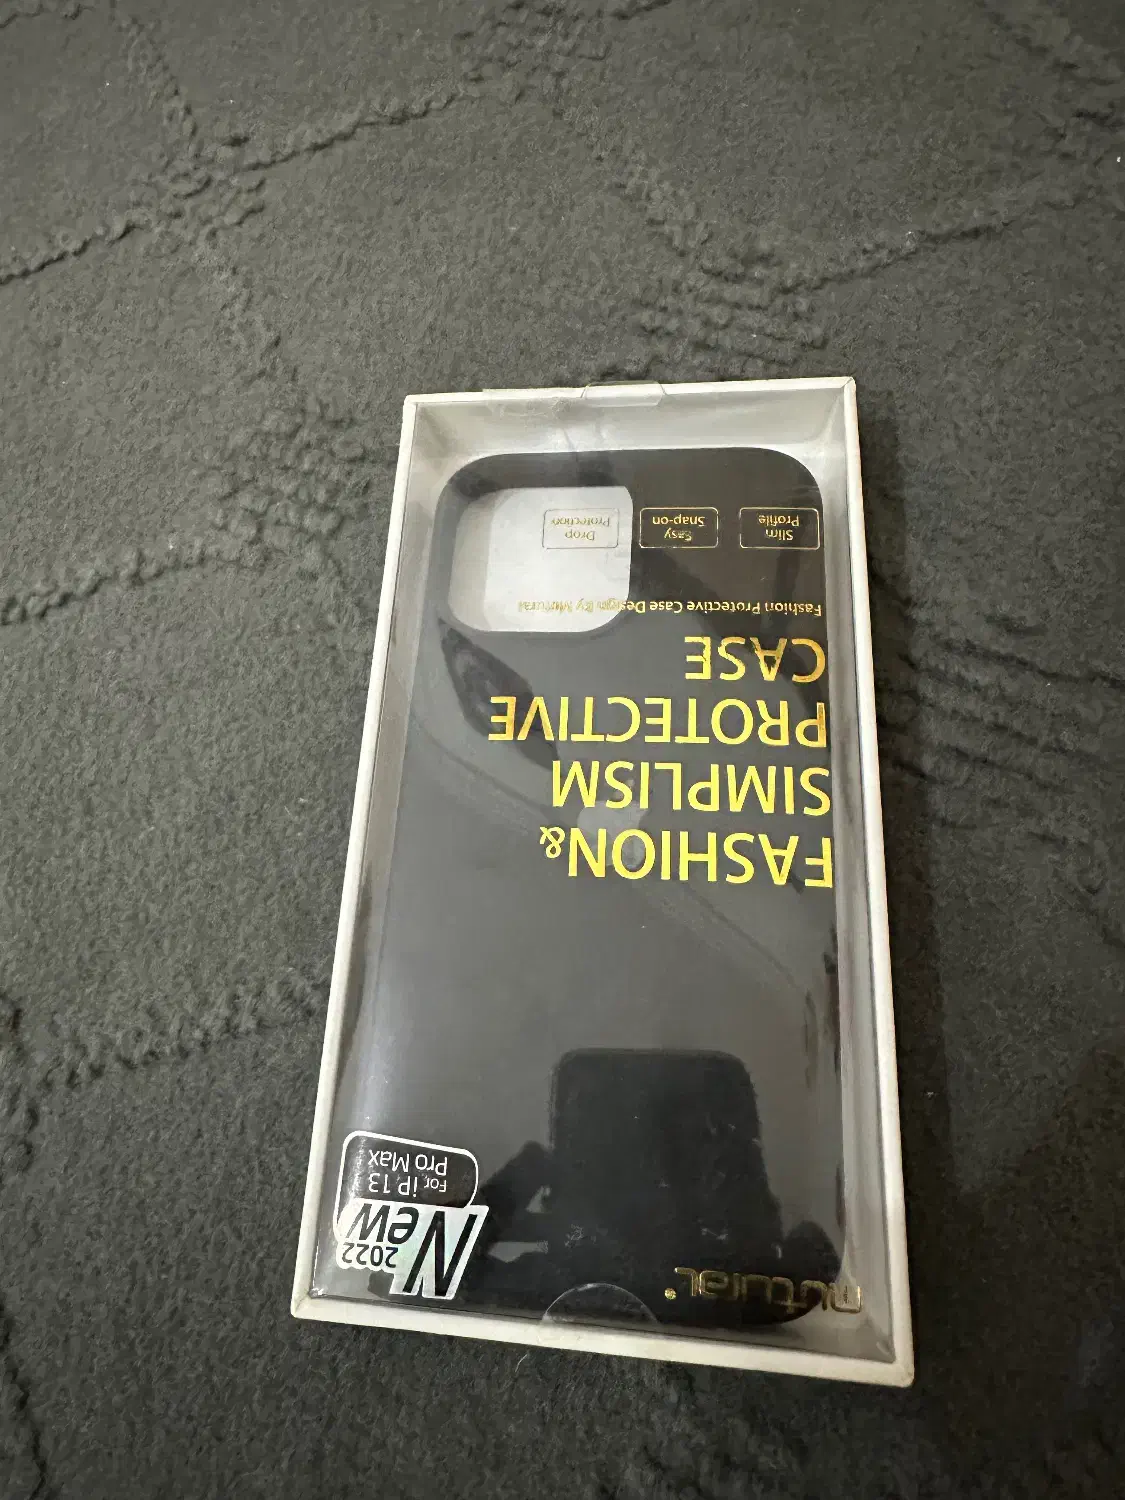 mutural
2022
New
For iP 13
Pro Max
FASHION&
SIMPLISM
PROTECTIVE
CASE
Fashion Protective Case Design By Mutural
Slim
Profile
Easy
Snap-on
Drop
Protection